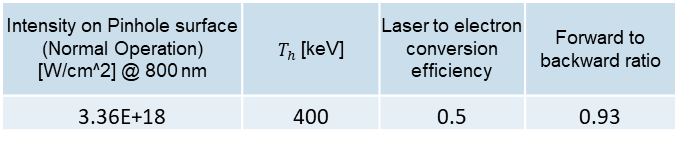 Intensity on Pinhole surface
(Normal Operation)
[W/cm^2] @ 800 nm
Tₕ [keV]
Laser to electron
conversion
efficiency
Forward to
backward ratio
3.36E+18
400
0.5
0.93